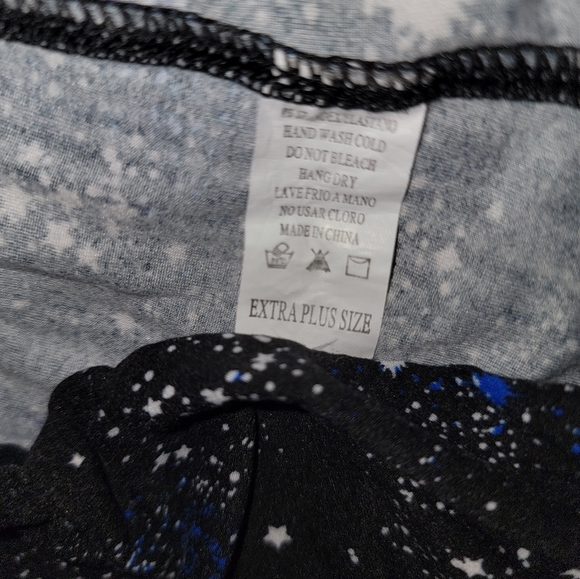 HAND WASH COLD
DO NOT BLEACH
HANG DRY
LAVE FRIO A MANO
NO USAR CLORO
MADE IN CHINA
EXTRA PLUS SIZE